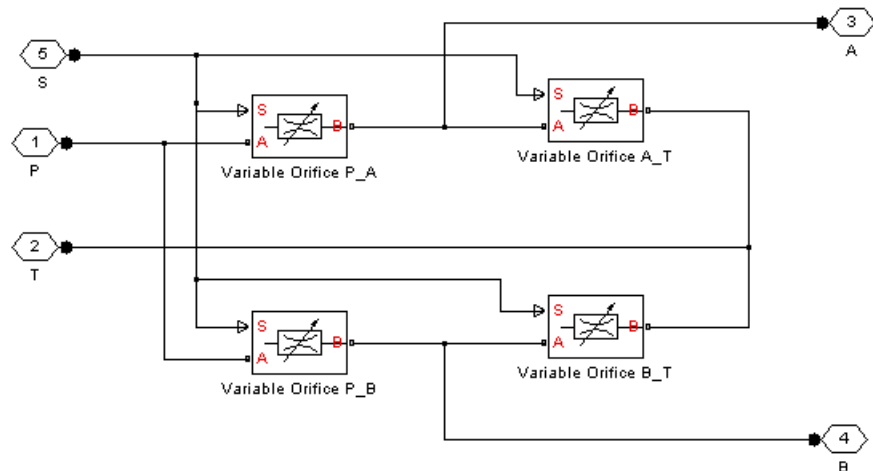 3
A
5
S
S
A
B
Variable Orifice P_A
S
A
B
Variable Orifice A_T
1
P
2
T
S
A
B
Variable Orifice P_B
S
A
B
Variable Orifice B_T
4
B